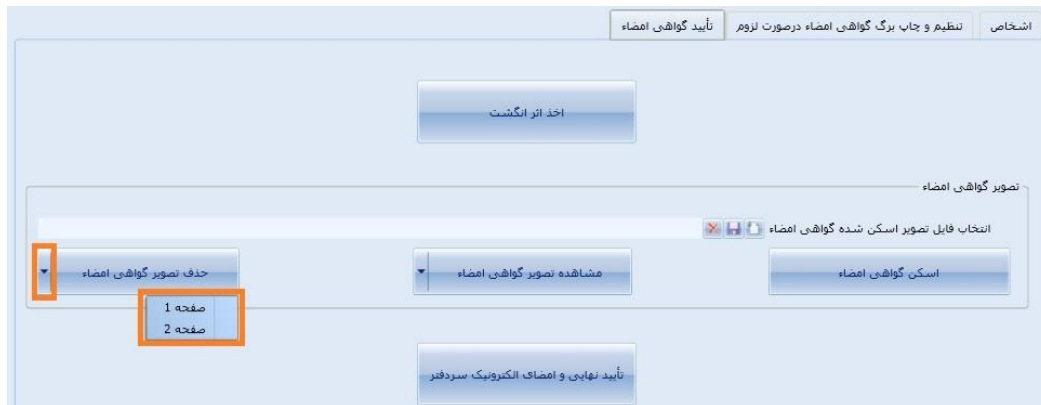 اشخاص
تنظیم و چاپ برگ گواهی امضاء درصورت لزوم
تأیید گواهی امضاء
اخذ اثر انگشت
تصویر گواهی امضاء
انتخاب فایل تصویر اسکن شده گواهی امضاء
اسکن گواهی امضاء
مشاهده تصویر گواهی امضاء
حذف تصویر گواهی امضاء
صفحه 1
صفحه 2
تأیید نهایی و امضای الکترونیک سردفتر